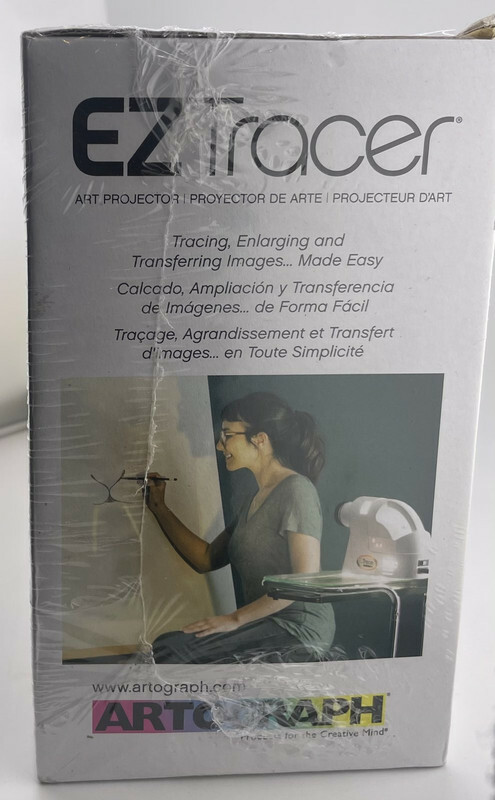 EZ Tracer®
ART PROJECTOR | PROYECTOR DE ARTE | PROJECTEUR D'ART
Tracing, Enlarging and
Transferring Images... Made Easy
Calcado, Ampliación y Transferencia
de Imágenes... de Forma Fácil
Traçage, Agrandissement et Transfert
d'Images... en Toute Simplicité
www.artograph.com
ARTOGRAPH®
Products for the Creative Mind®